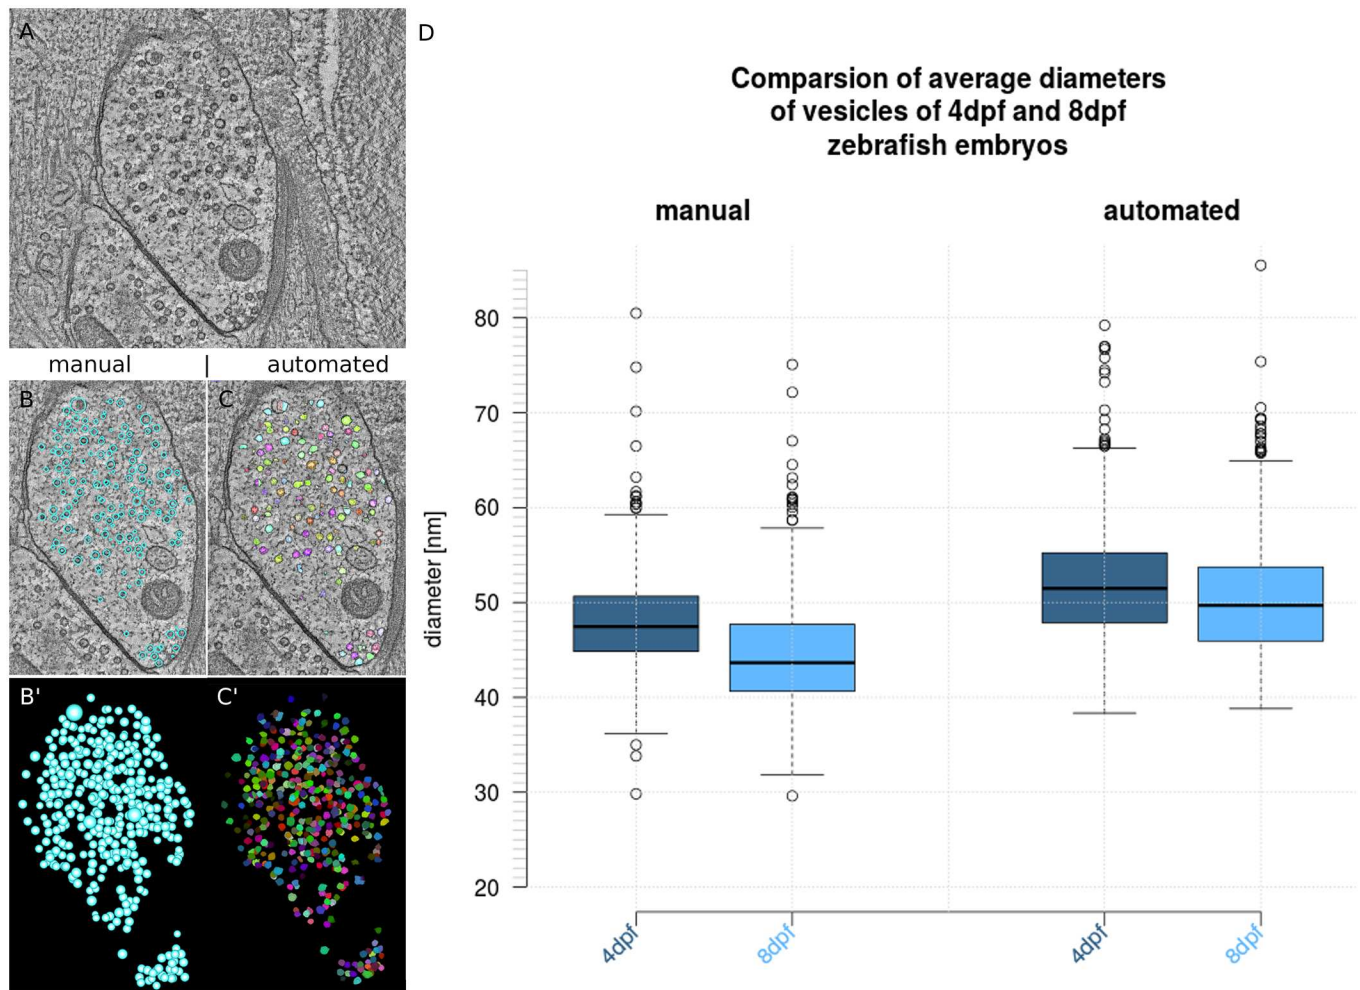 A
manual | automated
B
C
B'
C'
D
Comparsion of average diameters
of vesicles of 4dpf and 8dpf
zebrafish embryos
manual
automated
diameter [nm]
80
70
60
50
40
30
20
4dpf
8dpf
4dpf
8dpf